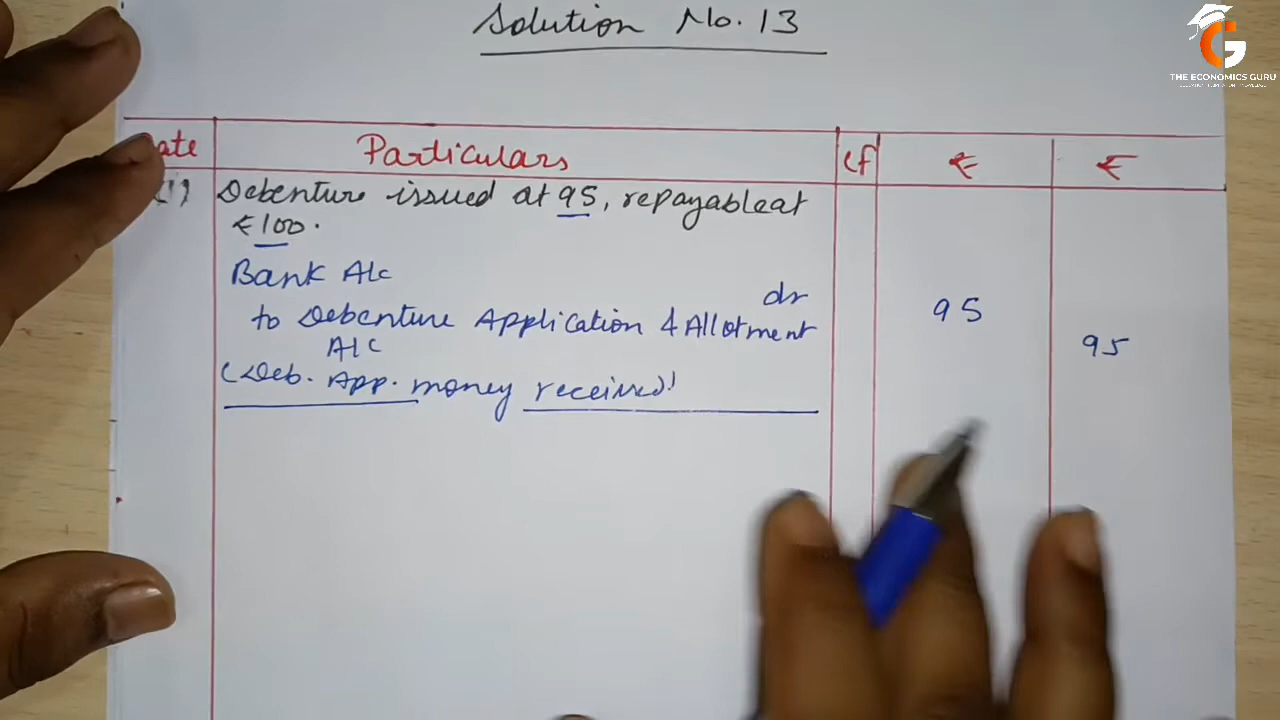 Solution No. 13
THE ECONOMICS GURU
ate Particulars Lf ₹ ₹
(1) Debenture issued at 95, repayable at
₹100.
Bank A/c dr 95
to Debenture Application & Allotment 95
A/c
(Deb. App. money received)